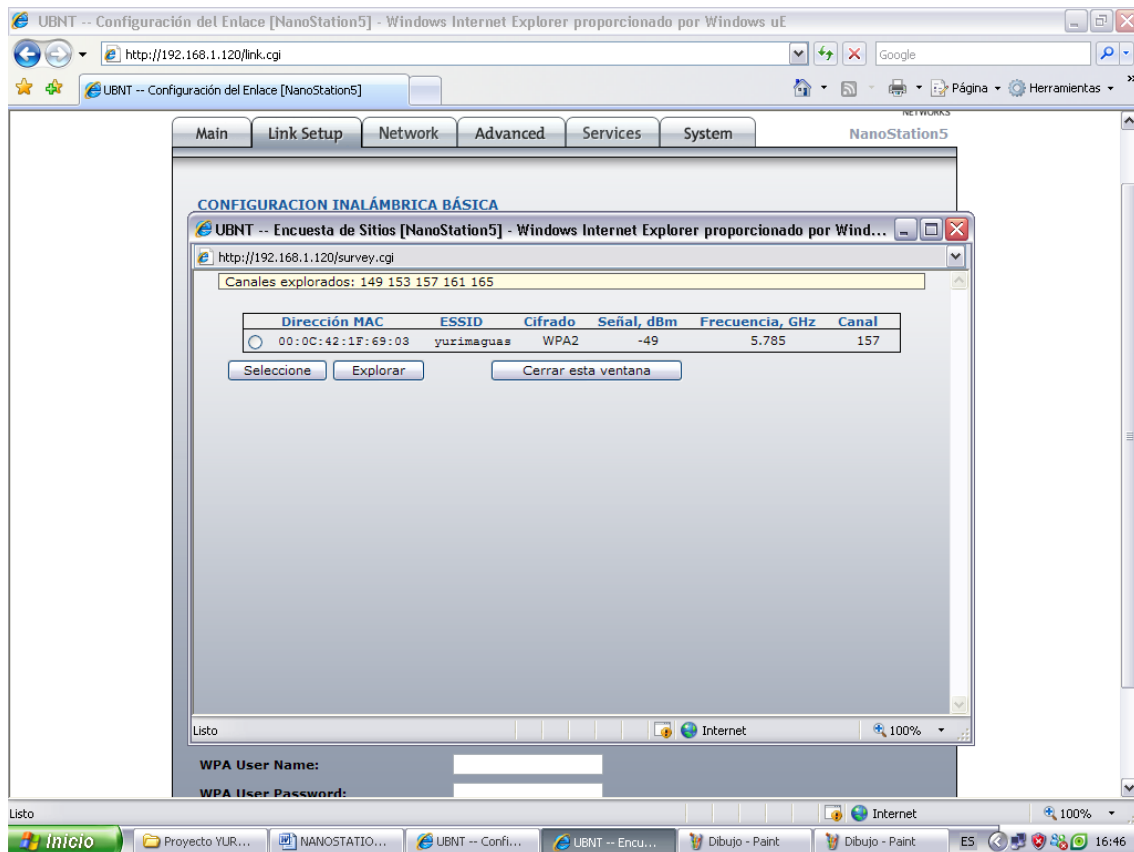 UBNT -- Configuración del Enlace [NanoStation5] - Windows Internet Explorer proporcionado por Windows uE
http://192.168.1.120/link.cgi
Google
UBNT -- Configuración del Enlace [NanoStation5]
Página
Herramientas
»
NETWORKS
Main Link Setup Network Advanced Services System NanoStation5
CONFIGURACION INALÁMBRICA BÁSICA
UBNT -- Encuesta de Sitios [NanoStation5] - Windows Internet Explorer proporcionado por Wind...
http://192.168.1.120/survey.cgi
Canales explorados: 149 153 157 161 165
Dirección MAC ESSID Cifrado Señal, dBm Frecuencia, GHz Canal
00:0C:42:1F:69:03 yurimaguas WPA2 -49 5.785 157
Seleccione Explorar Cerrar esta ventana
Listo Internet 100%
WPA User Name:
WPA User Password:
Listo Internet 100%
Inicio Proyecto YUR... NANOSTATIO... UBNT -- Confi... UBNT -- Encu... Dibujo - Paint Dibujo - Paint ES 16:46